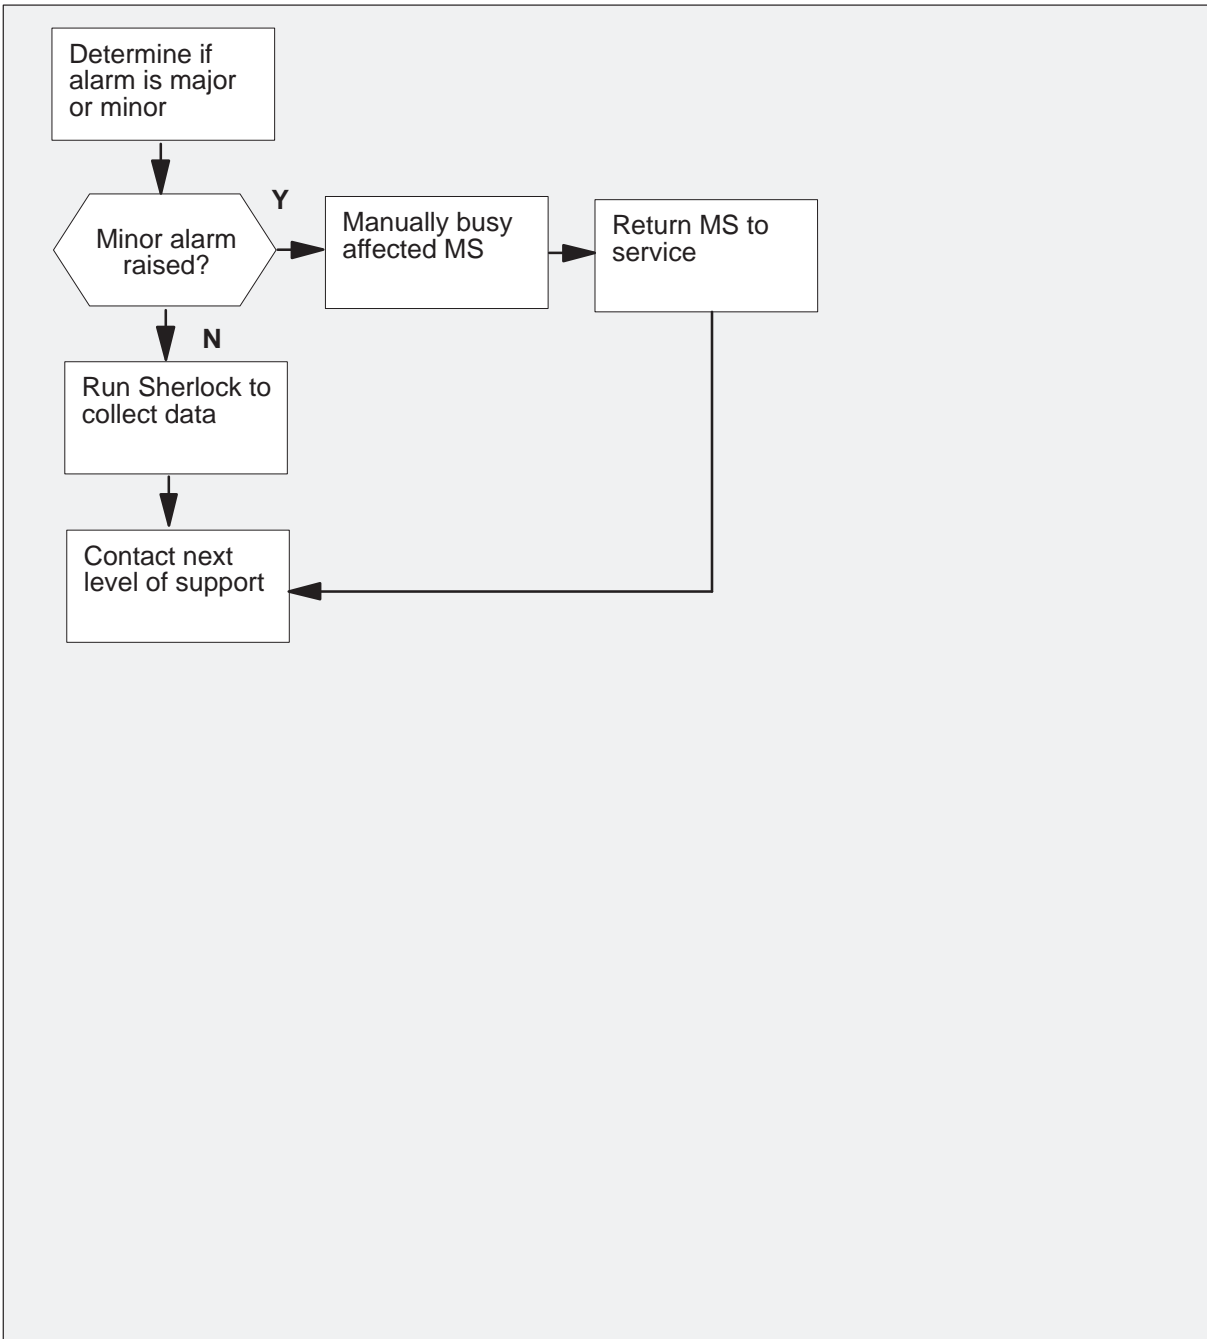 Determine if
alarm is major
or minor
Y
Minor alarm
raised?
Manually busy
affected MS
Return MS to
service
N
Run Sherlock to
collect data
Contact next
level of support